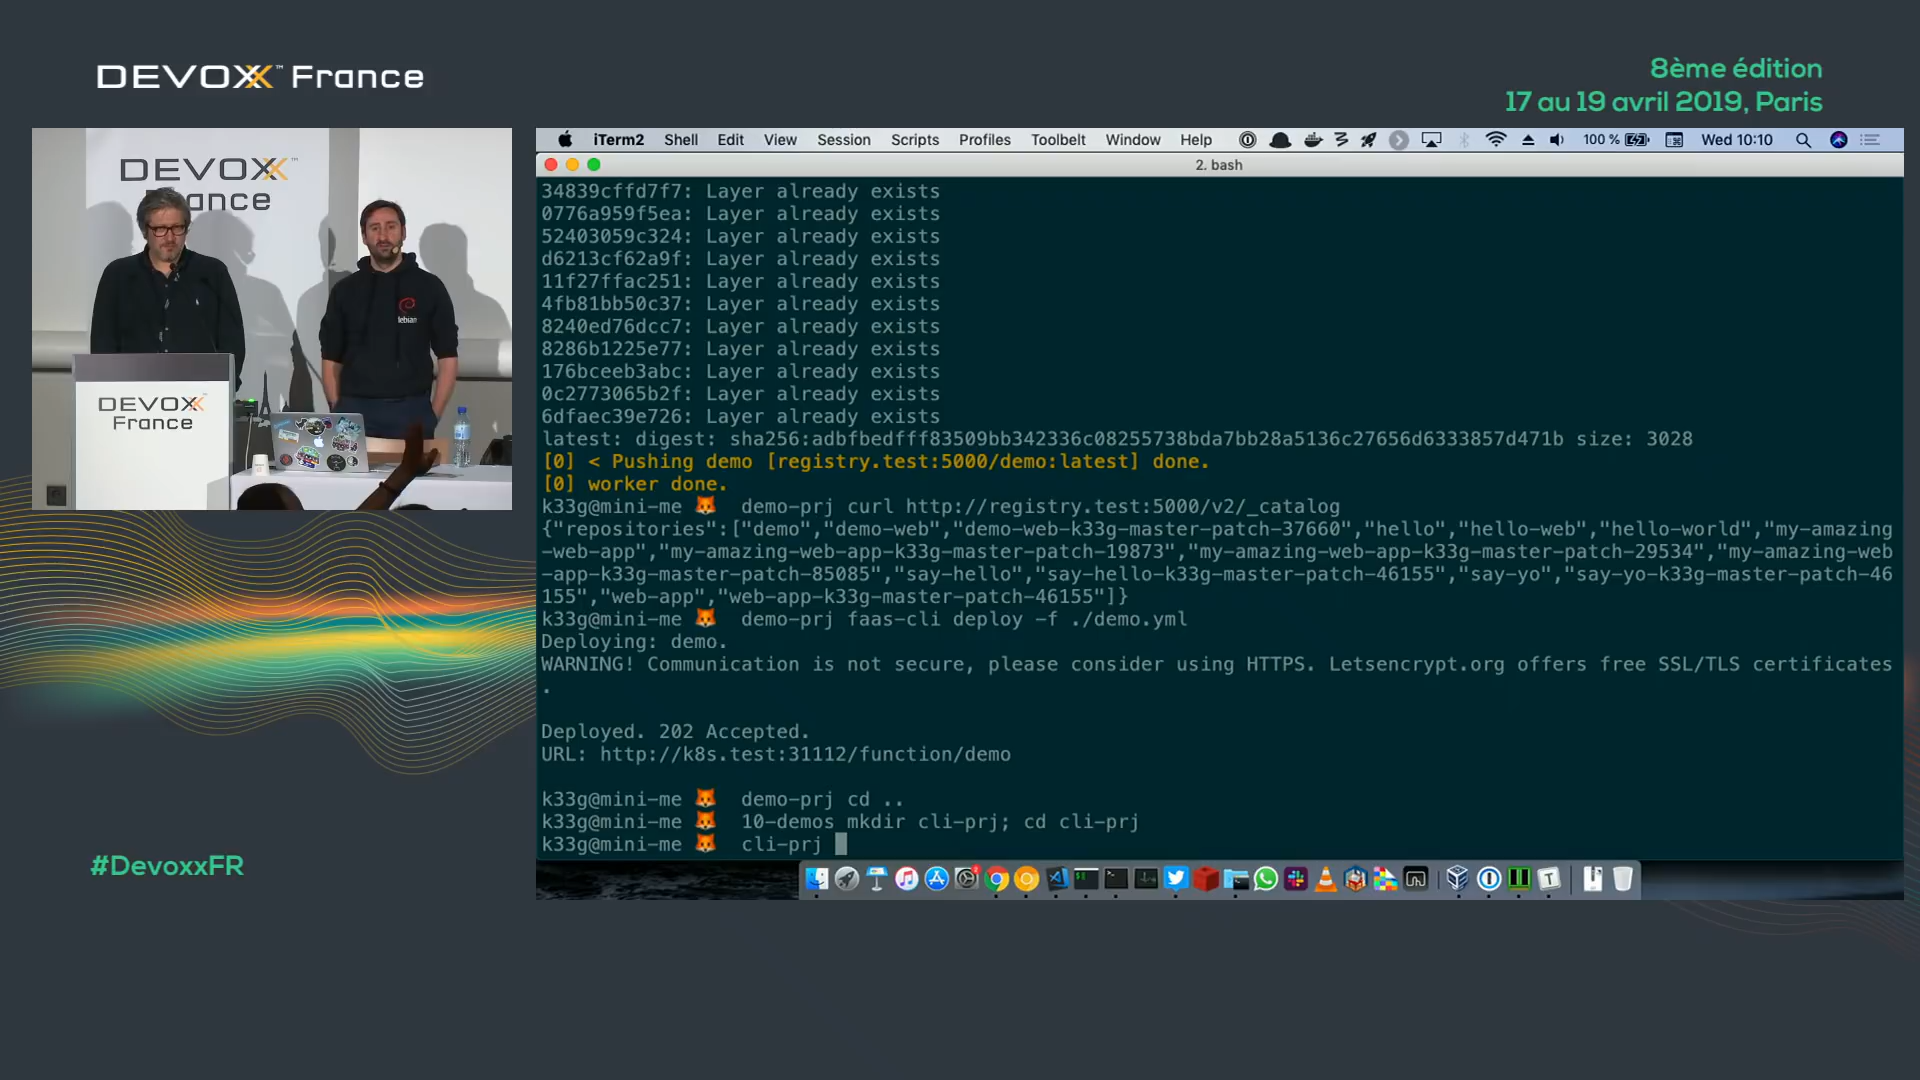 DEVOXX™ France
8ème édition
17 au 19 avril 2019, Paris
DEVOXX™
France
DEVOXX
France
debian
iTerm2 Shell Edit View Session Scripts Profiles Toolbelt Window Help 100 % Wed 10:10
2. bash
34839cffd7f7: Layer already exists
0776a959f5ea: Layer already exists
52403059c324: Layer already exists
d6213cf62a9f: Layer already exists
11f27ffac251: Layer already exists
4fb81bb50c37: Layer already exists
8240ed76dcc7: Layer already exists
8286b1225e77: Layer already exists
176bceeb3abc: Layer already exists
0c2773065b2f: Layer already exists
6dfaec39e726: Layer already exists
latest: digest: sha256:adbfbedfff83509bb342336c08255738bda7bb28a5136c27656d6333857d471b size: 3028
[0] < Pushing demo [registry.test:5000/demo:latest] done.
[0] worker done.
k33g@mini-me 🦊 demo-prj curl http://registry.test:5000/v2/_catalog
{"repositories":["demo","demo-web","demo-web-k33g-master-patch-37660","hello","hello-web","hello-world","my-amazing
-web-app","my-amazing-web-app-k33g-master-patch-19873","my-amazing-web-app-k33g-master-patch-29534","my-amazing-web
-app-k33g-master-patch-85085","say-hello","say-hello-k33g-master-patch-46155","say-yo","say-yo-k33g-master-patch-46
155","web-app","web-app-k33g-master-patch-46155"]}
k33g@mini-me 🦊 demo-prj faas-cli deploy -f ./demo.yml
Deploying: demo.
WARNING! Communication is not secure, please consider using HTTPS. Letsencrypt.org offers free SSL/TLS certificates
.
Deployed. 202 Accepted.
URL: http://k8s.test:31112/function/demo
k33g@mini-me 🦊 demo-prj cd ..
k33g@mini-me 🦊 10-demos mkdir cli-prj; cd cli-prj
k33g@mini-me 🦊 cli-prj
#DevoxxFR